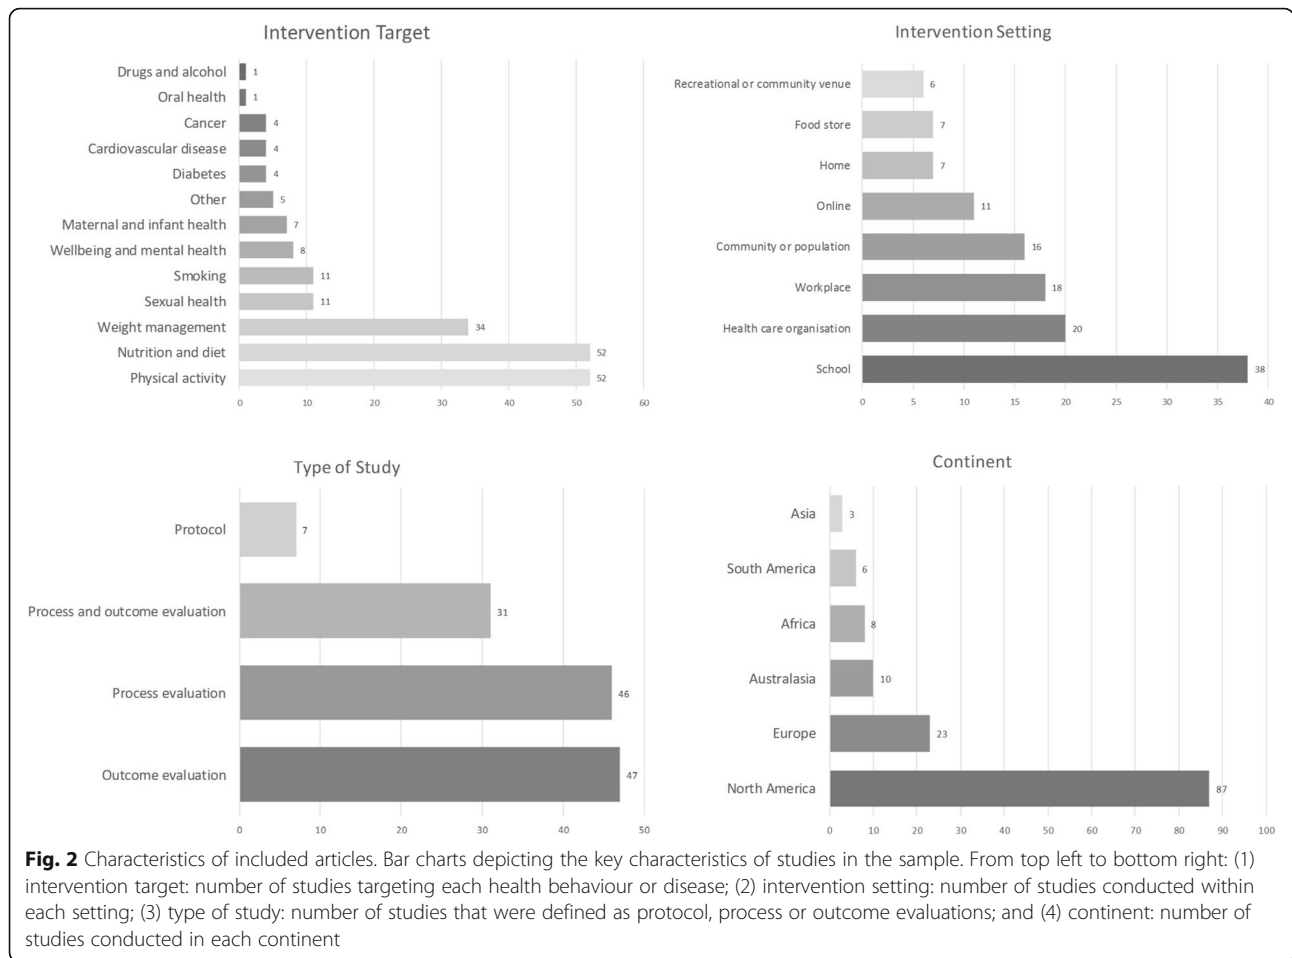 Intervention Target
Drugs and alcohol 1
Oral health 1
Cancer 4
Cardiovascular disease 4
Diabetes 4
Other 5
Maternal and infant health 7
Wellbeing and mental health 8
Smoking 11
Sexual health 11
Weight management 34
Nutrition and diet 52
Physical activity 52
0 10 20 30 40 50 60
Intervention Setting
Recreational or community venue 6
Food store 7
Home 7
Online 11
Community or population 16
Workplace 18
Health care organisation 20
School 38
0 5 10 15 20 25 30 35 40
Type of Study
Protocol 7
Process and outcome evaluation 31
Process evaluation 46
Outcome evaluation 47
0 10 20 30 40 50
Continent
Asia 3
South America 6
Africa 8
Australasia 10
Europe 23
North America 87
0 10 20 30 40 50 60 70 80 90 100
Fig. 2 Characteristics of included articles. Bar charts depicting the key characteristics of studies in the sample. From top left to bottom right: (1)
intervention target: number of studies targeting each health behaviour or disease; (2) intervention setting: number of studies conducted within
each setting; (3) type of study: number of studies that were defined as protocol, process or outcome evaluations; and (4) continent: number of
studies conducted in each continent